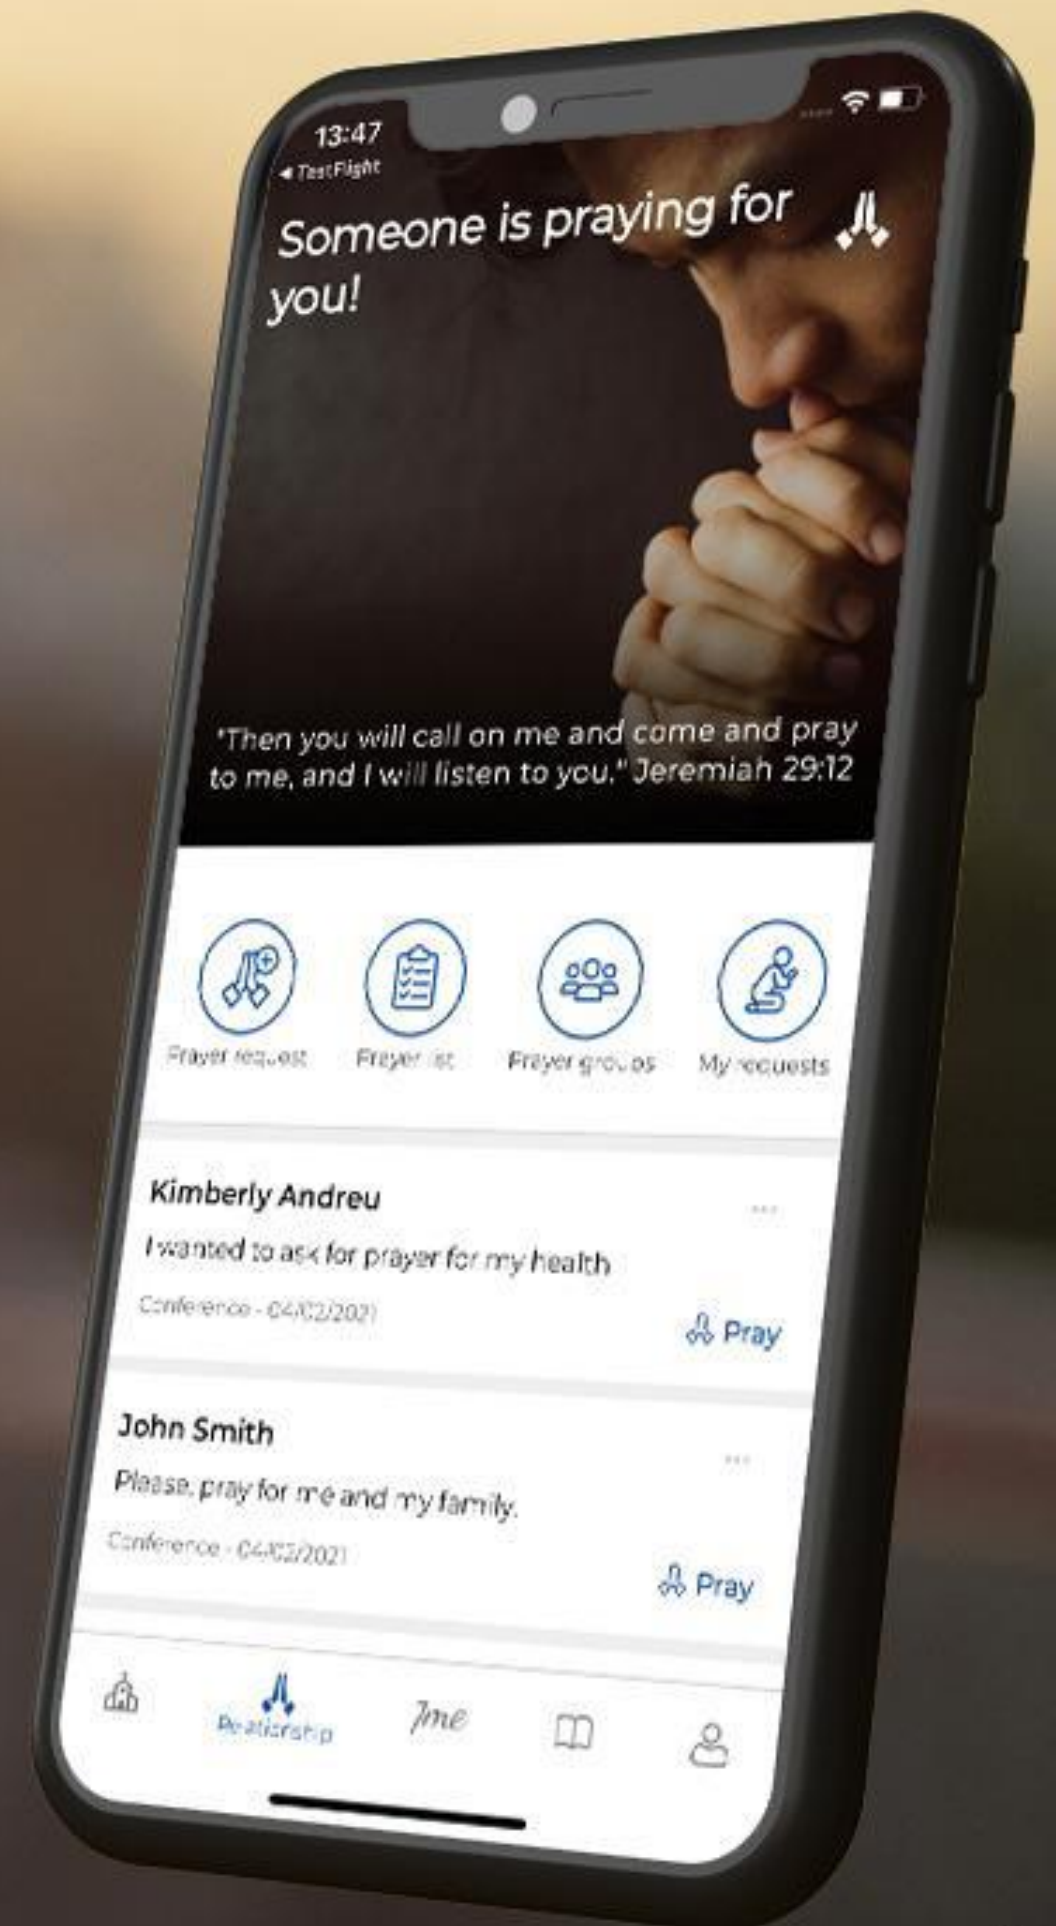 13:47
◀ TestFlight
Someone is praying for
you!
"Then you will call on me and come and pray
to me, and I will listen to you." Jeremiah 29:12
Prayer request
Prayer list
Prayer groups
My requests
Kimberly Andreu
...
I wanted to ask for prayer for my health
Conference - 04/02/2021
Pray
John Smith
...
Please, pray for me and my family.
Conference - 04/02/2021
Pray
Relationship
7me